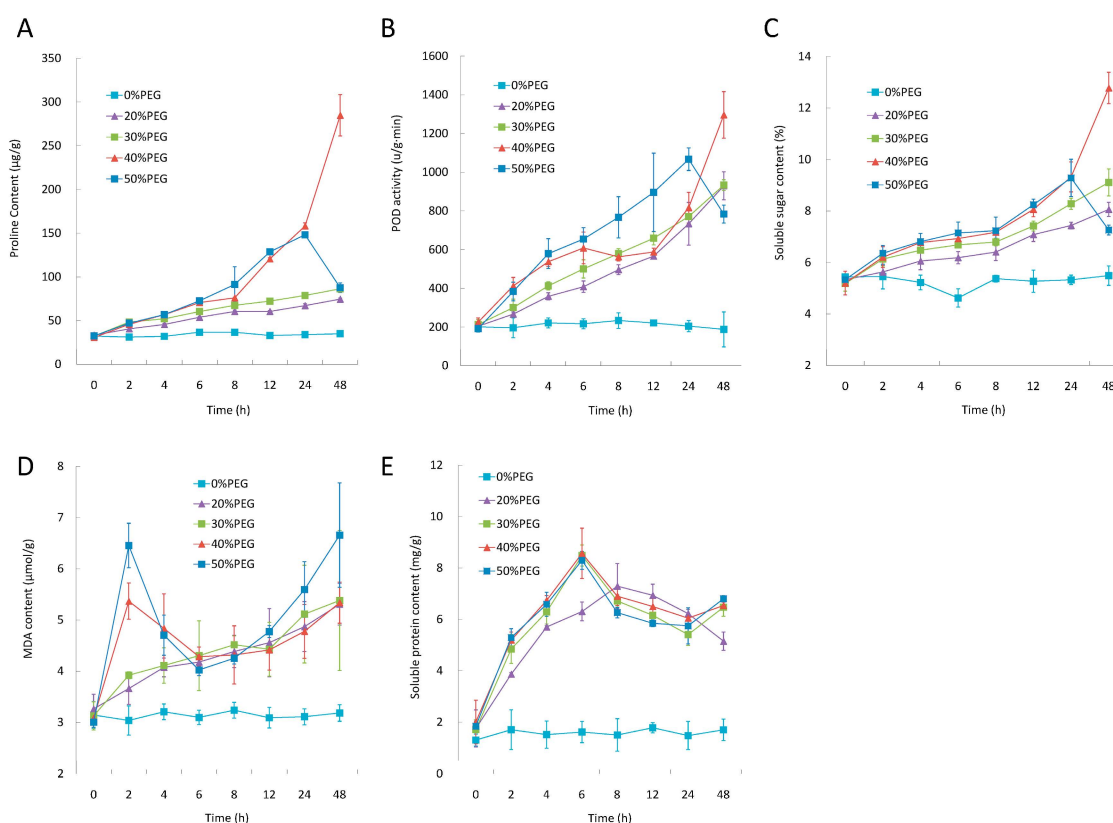 A
Proline Content (µg/g)
350
300
250
200
150
100
50
0
0%PEG
20%PEG
30%PEG
40%PEG
50%PEG
0 2 4 6 8 12 24 48
Time (h)
B
POD activity (u/g·min)
1600
1400
1200
1000
800
600
400
200
0
0%PEG
20%PEG
30%PEG
40%PEG
50%PEG
0 2 4 6 8 12 24 48
Time (h)
C
Soluble sugar content (%)
14
12
10
8
6
4
2
0%PEG
20%PEG
30%PEG
40%PEG
50%PEG
0 2 4 6 8 12 24 48
Time (h)
D
MDA content (µmol/g)
8
7
6
5
4
3
2
0%PEG
20%PEG
30%PEG
40%PEG
50%PEG
0 2 4 6 8 12 24 48
Time (h)
E
Soluble protein content (mg/g)
12
10
8
6
4
2
0
0%PEG
20%PEG
30%PEG
40%PEG
50%PEG
0 2 4 6 8 12 24 48
Time (h)